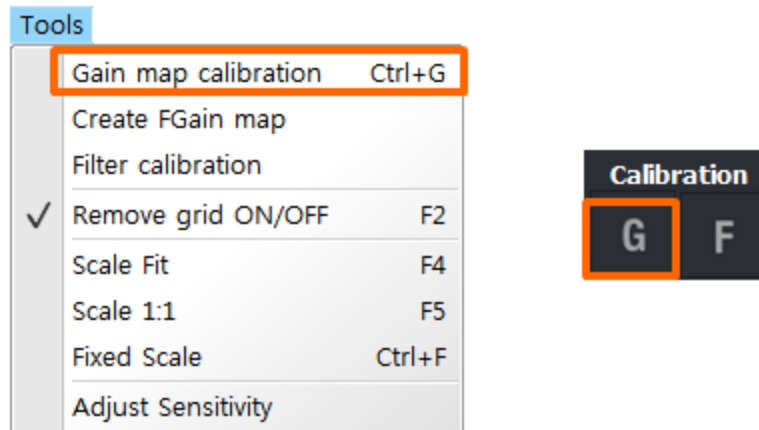 Tools
Gain map calibration Ctrl+G
Create FGain map
Filter calibration
Remove grid ON/OFF F2
Scale Fit F4
Scale 1:1 F5
Fixed Scale Ctrl+F
Adjust Sensitivity
Calibration
G F